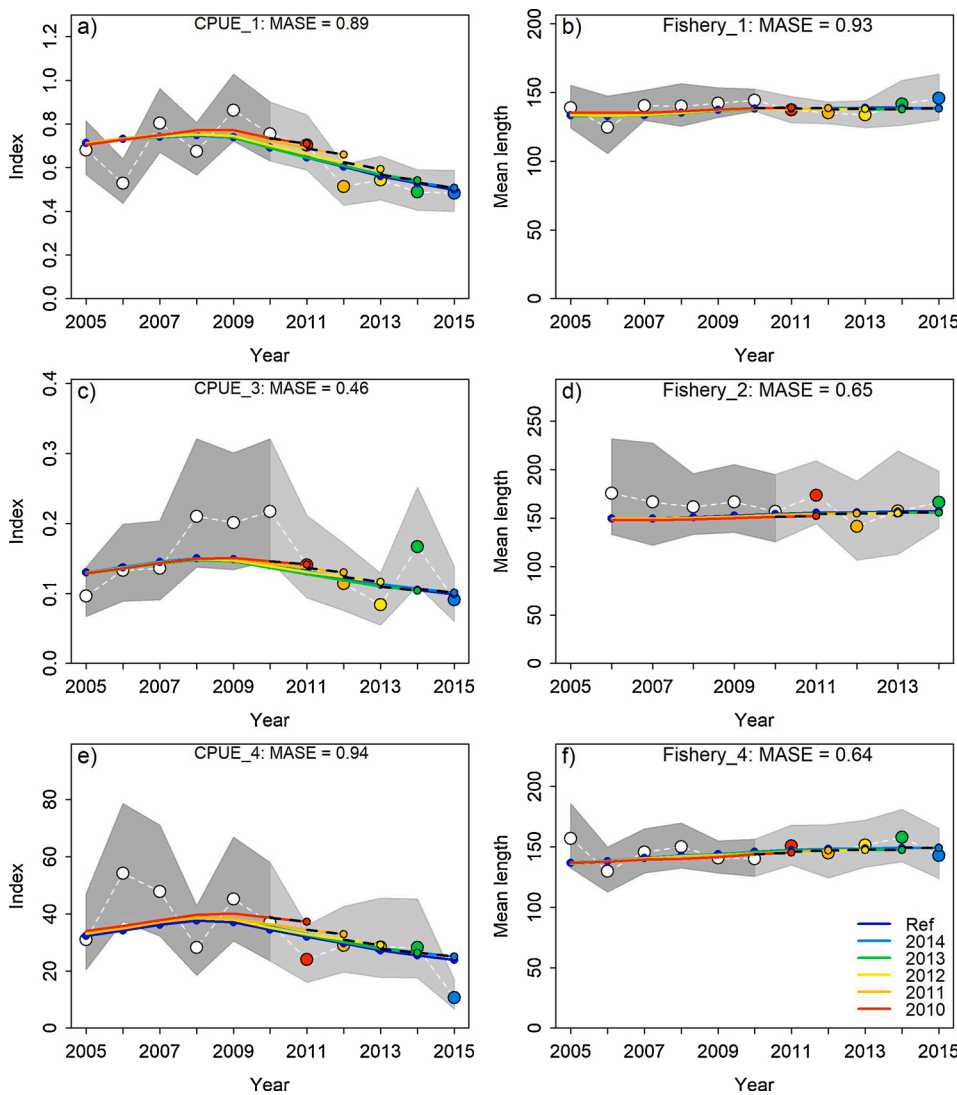 a) CPUE_1: MASE = 0.89
Index
0.0 0.2 0.4 0.6 0.8 1.0 1.2
2005 2007 2009 2011 2013 2015
Year
b) Fishery_1: MASE = 0.93
Mean length
0 50 100 150 200
2005 2007 2009 2011 2013 2015
Year
c) CPUE_3: MASE = 0.46
Index
0.0 0.1 0.2 0.3 0.4
2005 2007 2009 2011 2013 2015
Year
d) Fishery_2: MASE = 0.65
Mean length
0 50 100 150 200 250
2005 2007 2009 2011 2013
Year
e) CPUE_4: MASE = 0.94
Index
0 20 40 60 80
2005 2007 2009 2011 2013 2015
Year
f) Fishery_4: MASE = 0.64
Mean length
0 50 100 150 200
2005 2007 2009 2011 2013 2015
Year
Ref
2014
2013
2012
2011
2010